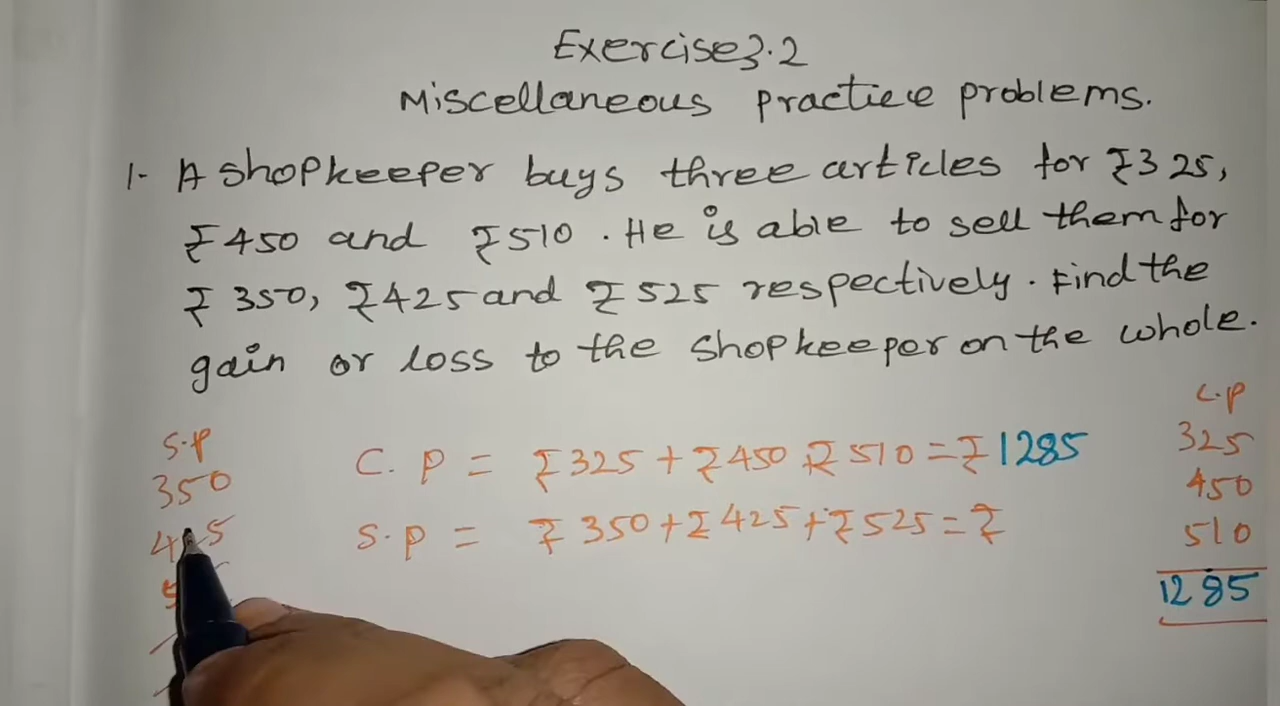 Exercise3.2
Miscellaneous practice problems.
1- A shopkeeper buys three articles for ₹325,
₹450 and ₹510. He is able to sell them for
₹350, ₹425 and ₹525 respectively. Find the
gain or loss to the shopkeeper on the whole.
S.P
350
C.P = ₹325 + ₹450 + ₹510 = ₹1285
S.P = ₹350 + ₹425 + ₹525 = ₹
C.P
325
450
510
1285